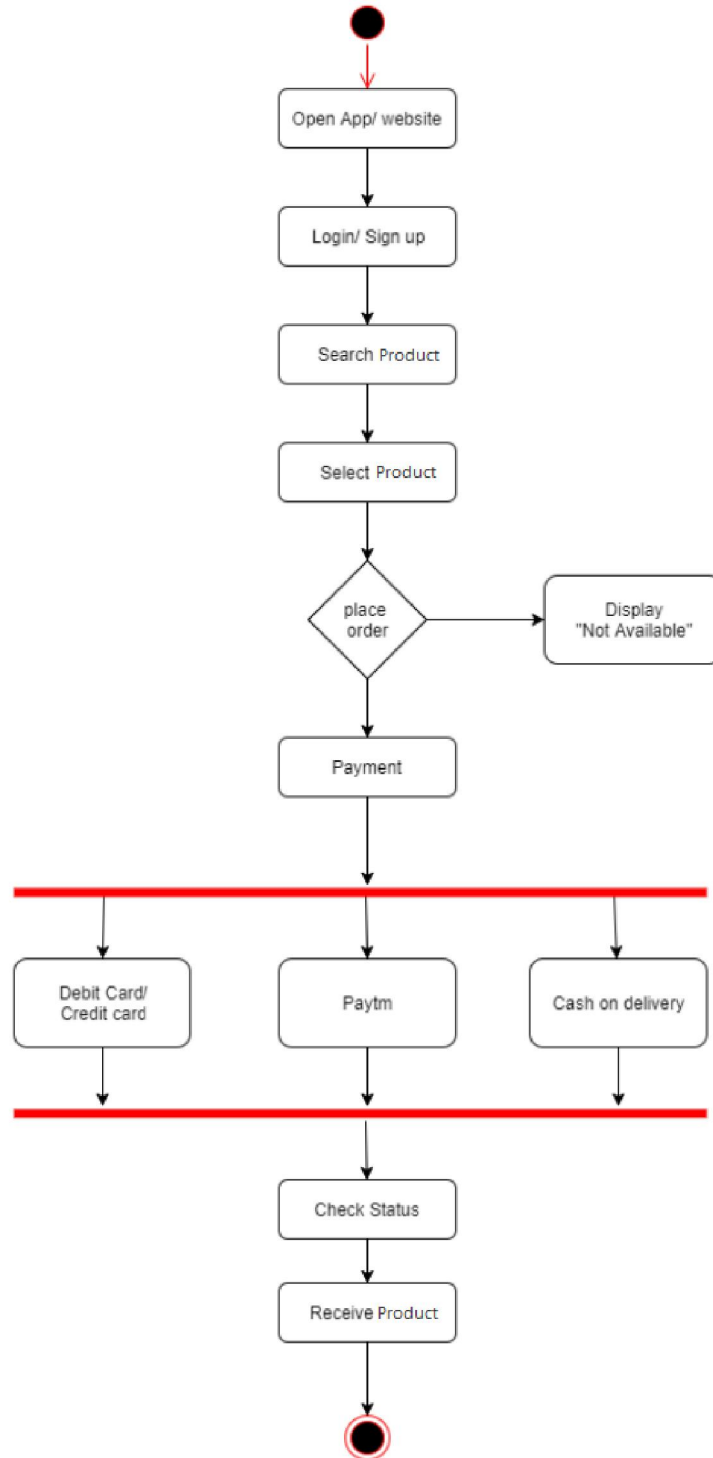 Open App/ website
Login/ Sign up
Search Product
Select Product
place
order
Display
"Not Available"
Payment
Debit Card/
Credit card
Paytm
Cash on delivery
Check Status
Receive Product